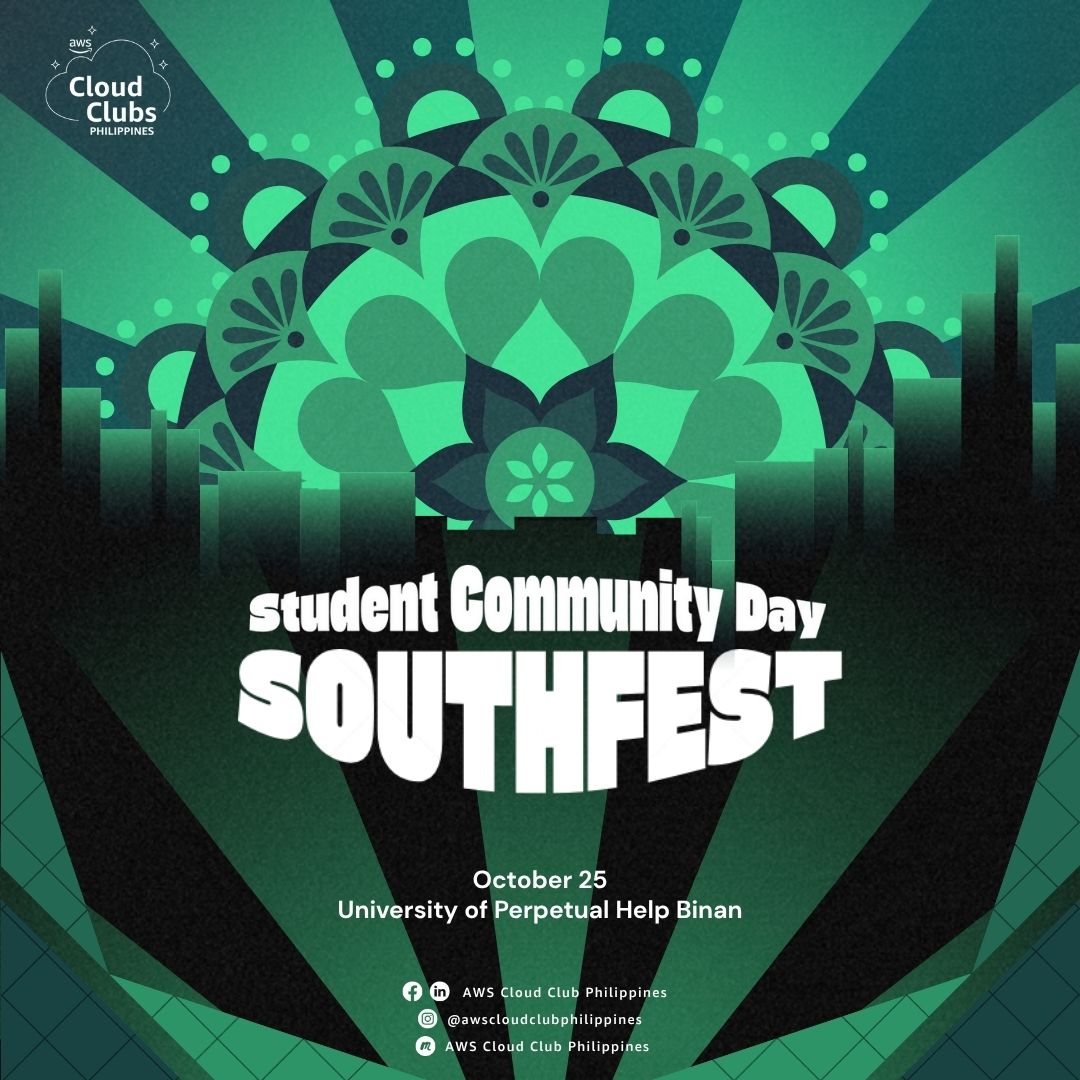 aws
Cloud
Clubs
PHILIPPINES
Student Community Day
SOUTHFEST
October 25
University of Perpetual Help Binan
AWS Cloud Club Philippines
@awscloudclubphilippines
AWS Cloud Club Philippines